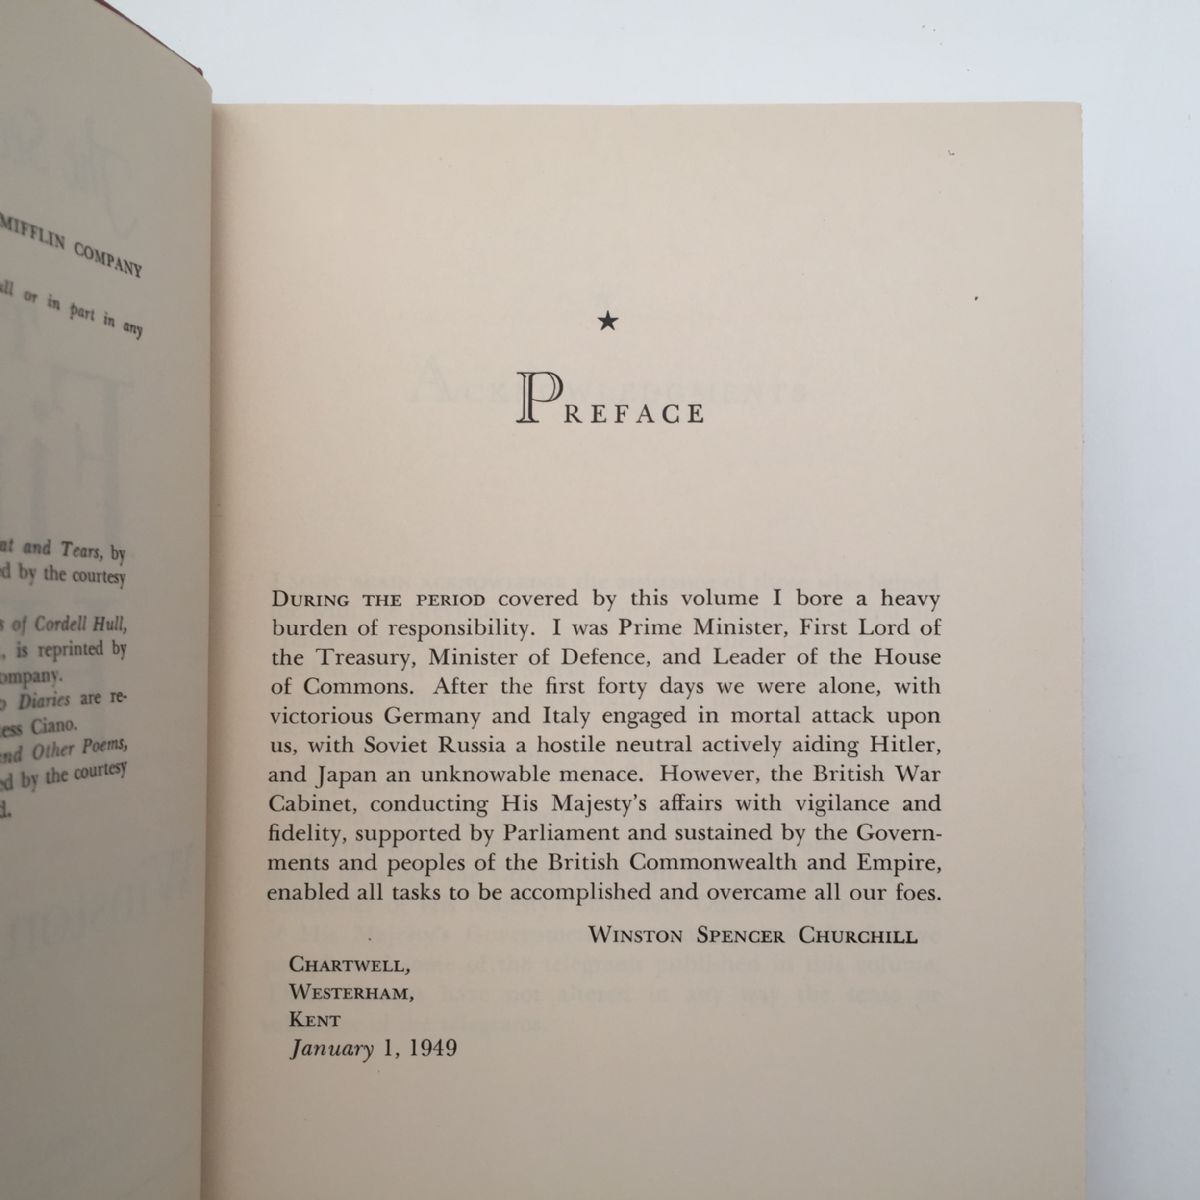 MIFFLIN COMPANY
or in part in any
and Tears, by
by the courtesy
of Cordell Hull,
is reprinted by
Diaries are re-
Ciano.
and Other Poems,
by the courtesy
★
PREFACE
DURING THE PERIOD covered by this volume I bore a heavy
burden of responsibility. I was Prime Minister, First Lord of
the Treasury, Minister of Defence, and Leader of the House
of Commons. After the first forty days we were alone, with
victorious Germany and Italy engaged in mortal attack upon
us, with Soviet Russia a hostile neutral actively aiding Hitler,
and Japan an unknowable menace. However, the British War
Cabinet, conducting His Majesty's affairs with vigilance and
fidelity, supported by Parliament and sustained by the Govern-
ments and peoples of the British Commonwealth and Empire,
enabled all tasks to be accomplished and overcame all our foes.
WINSTON SPENCER CHURCHILL
CHARTWELL,
WESTERHAM,
KENT
January 1, 1949